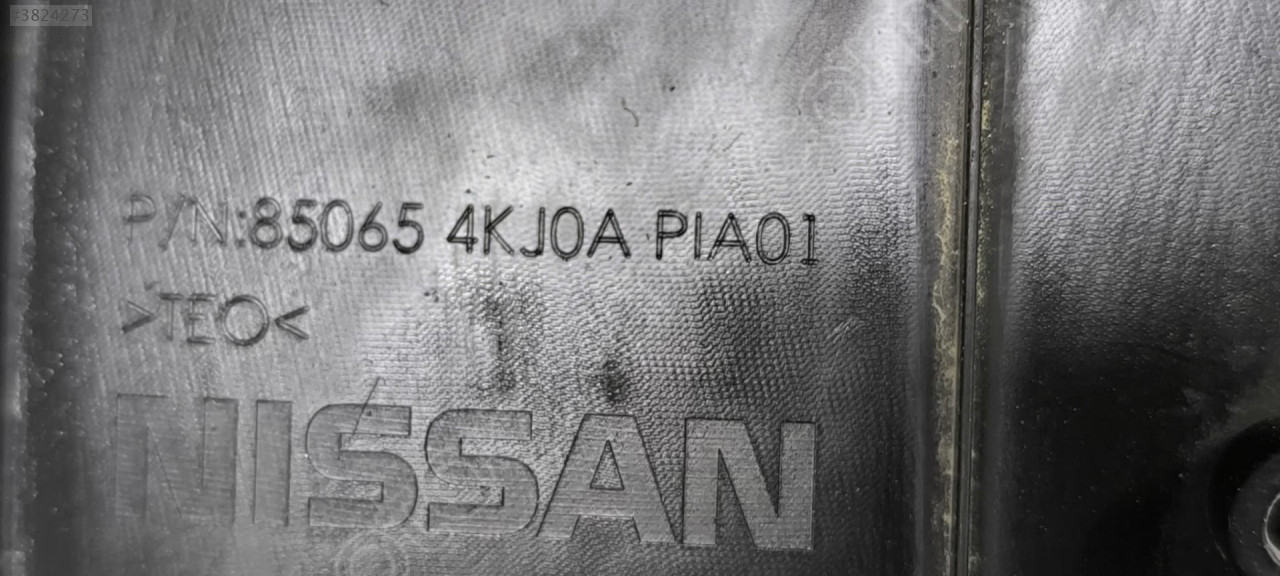 #3824273
P/N:85065 4KJ0A PIA01
>TEO<
NISSAN